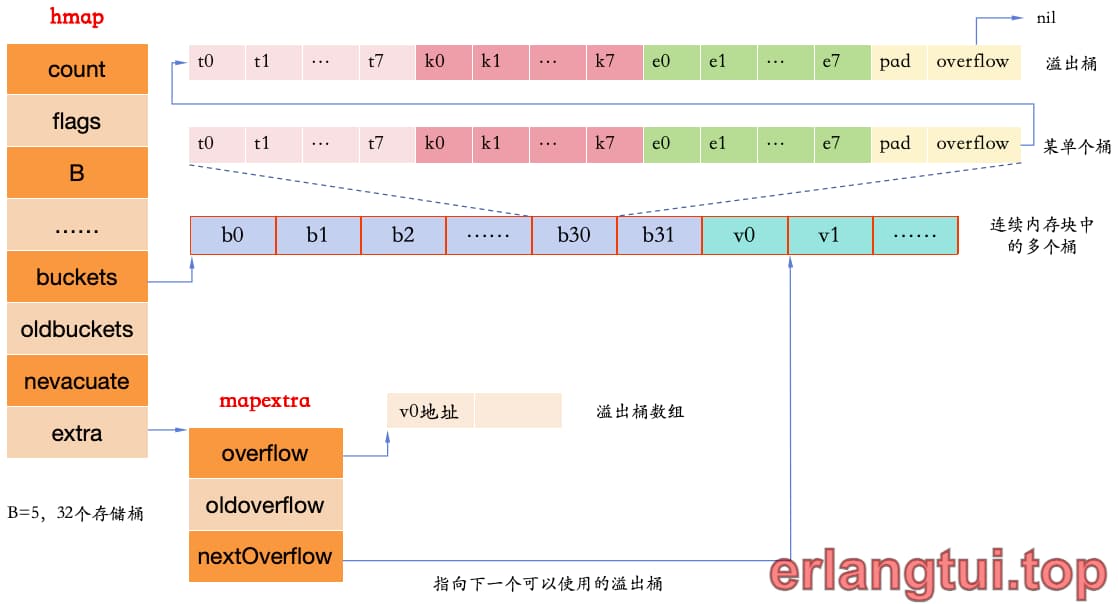 hmap
count
flags
B
……
buckets
oldbuckets
nevacuate
extra
B=5，32个存储桶
nil
t0 t1 … t7 k0 k1 … k7 e0 e1 … e7 pad overflow 溢出桶
t0 t1 … t7 k0 k1 … k7 e0 e1 … e7 pad overflow 某单个桶
b0 b1 b2 …… b30 b31 v0 v1 ……
连续内存块中
的多个桶
mapextra
overflow
oldoverflow
nextOverflow
v0地址
溢出桶数组
指向下一个可以使用的溢出桶
erlangtui.top